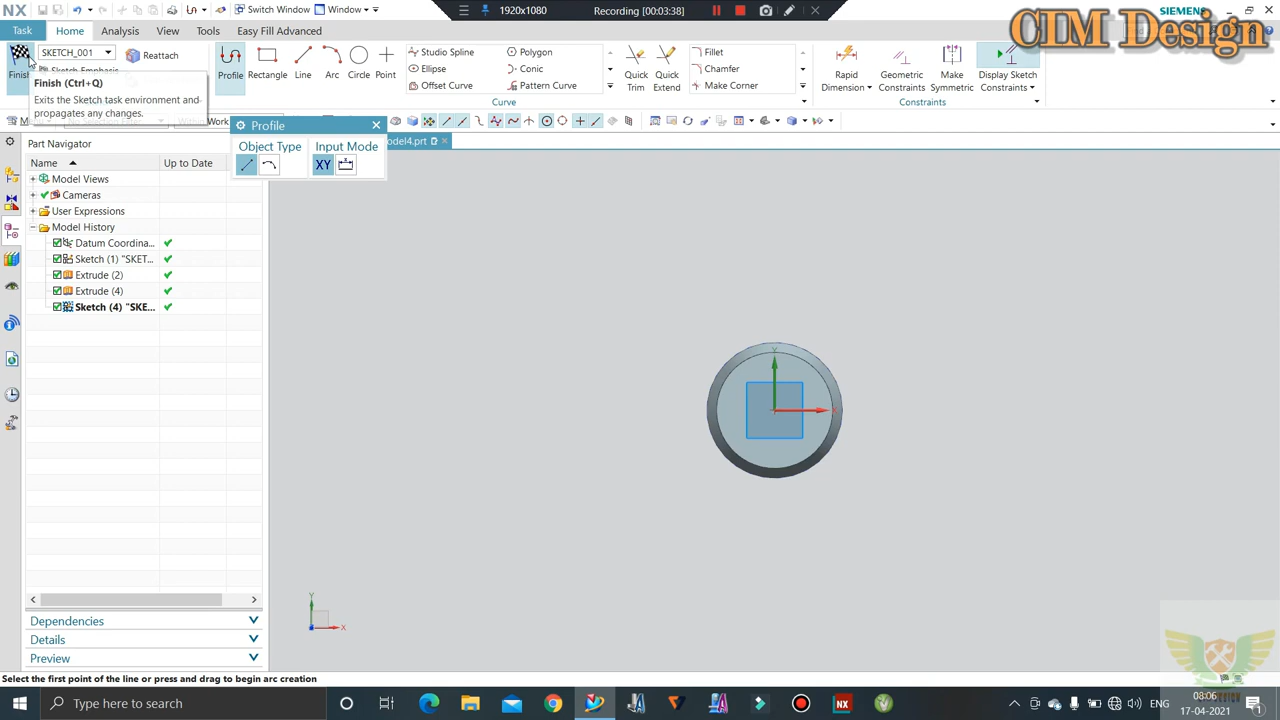 NX
Switch Window
Window
1920x1080
Recording [00:03:38]
SIEMENS
CIM Design
Task
Home
Analysis
View
Tools
Easy Fill Advanced
Finish
SKETCH_001
Reattach
Profile
Rectangle
Line
Arc
Circle
Point
Studio Spline
Polygon
Ellipse
Conic
Offset Curve
Pattern Curve
Curve
Quick Trim
Quick Extend
Fillet
Chamfer
Make Corner
Rapid Dimension
Geometric Constraints
Make Symmetric
Display Sketch Constraints
Constraints
Finish (Ctrl+Q)
Exits the Sketch task environment and
propagates any changes.
Profile
Object Type
Input Mode
XY
odel4.prt
Part Navigator
Name
Up to Date
Model Views
Cameras
User Expressions
Model History
Datum Coordina...
Sketch (1) "SKET...
Extrude (2)
Extrude (4)
Sketch (4) "SKE...
Y
X
Y
X
Dependencies
Details
Preview
Select the first point of the line or press and drag to begin arc creation
Type here to search
NX
ENG
08:06
17-04-2021
1